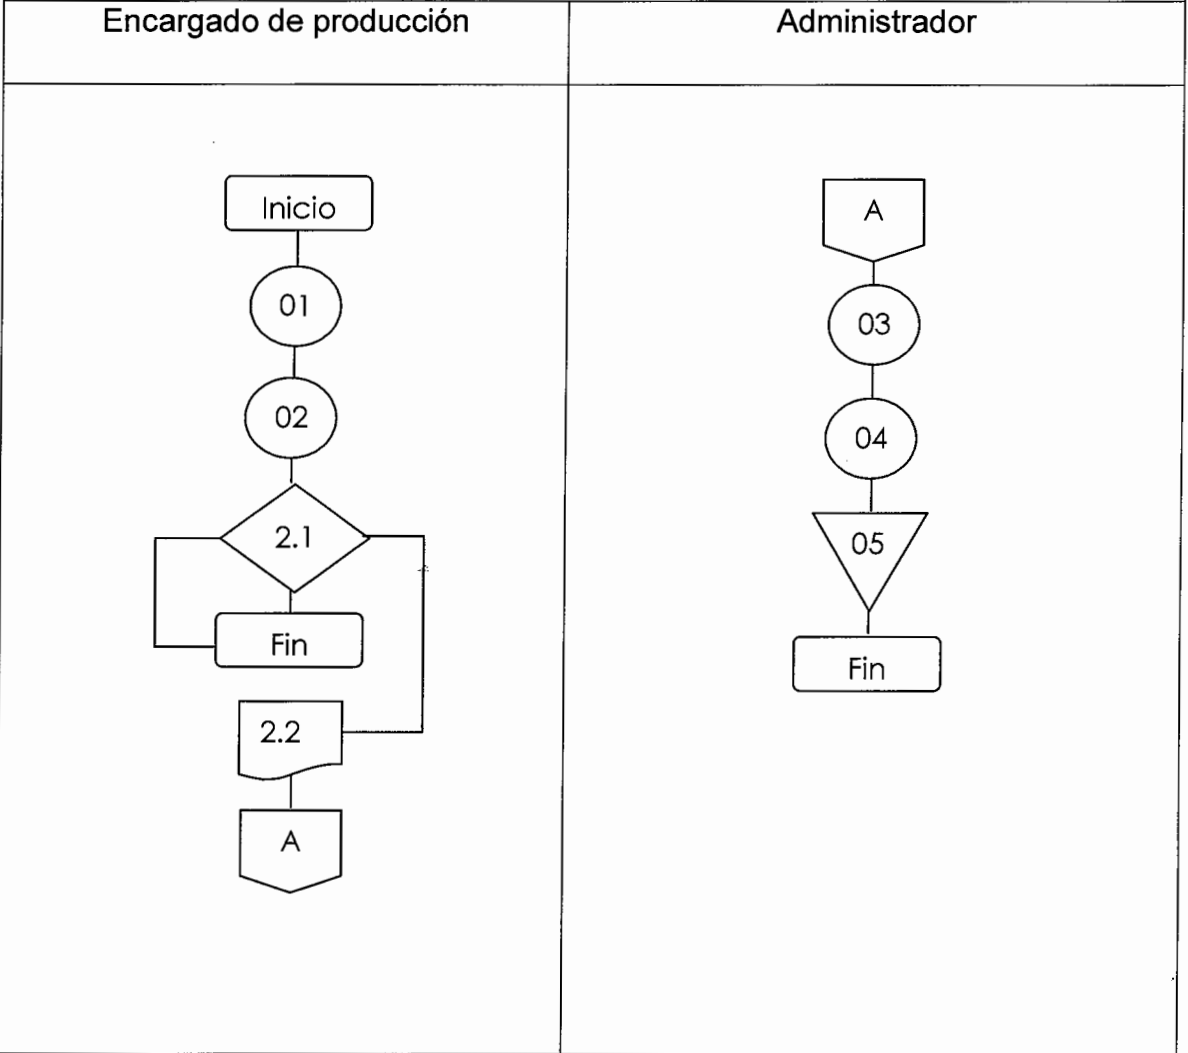 Encargado de producción
Administrador
Inicio
01
02
2.1
Fin
2.2
A
A
03
04
05
Fin